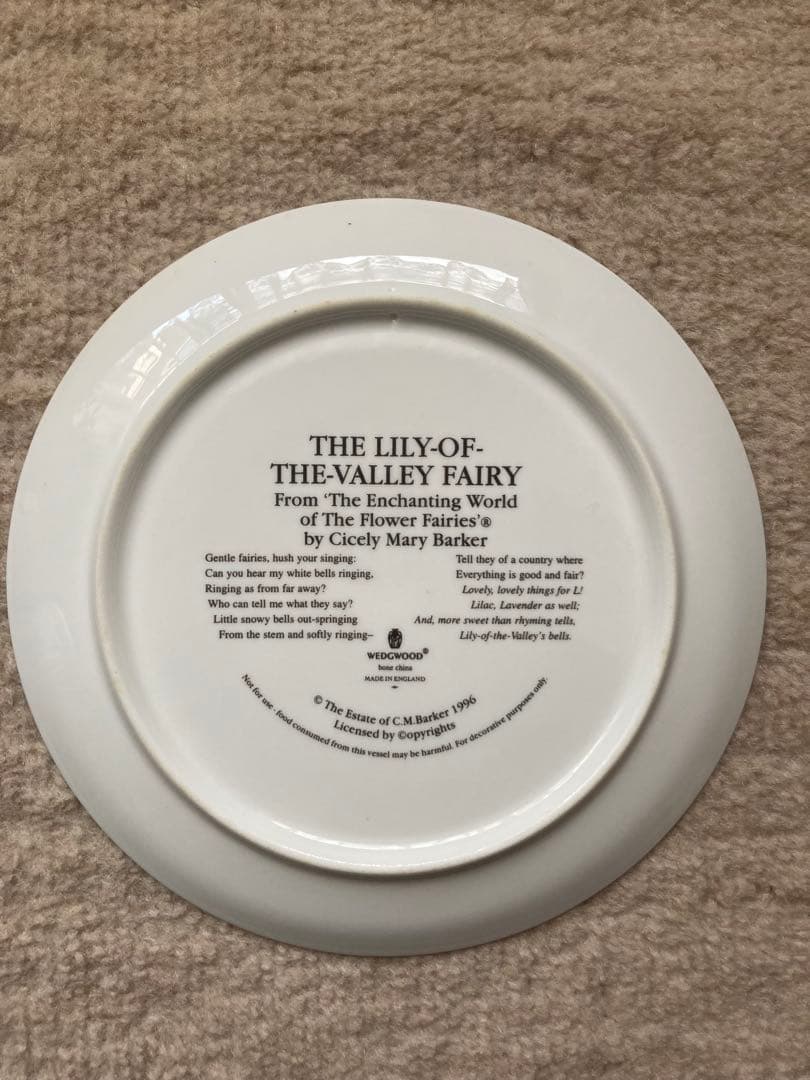 THE LILY-OF-
THE-VALLEY FAIRY
From 'The Enchanting World
of The Flower Fairies'®
by Cicely Mary Barker
Gentle fairies, hush your singing:
Can you hear my white bells ringing,
Ringing as from far away?
Who can tell me what they say?
Little snowy bells out-springing
From the stem and softly ringing–
Tell they of a country where
Everything is good and fair?
Lovely, lovely things for L!
Lilac, Lavender as well;
And, more sweet than rhyming tells,
Lily-of-the-Valley's bells.
WEDGWOOD®
bone china
MADE IN ENGLAND
© The Estate of C.M.Barker 1996
Licensed by ©opyrights
Not for use - food consumed from this vessel may be harmful. For decorative purposes only.